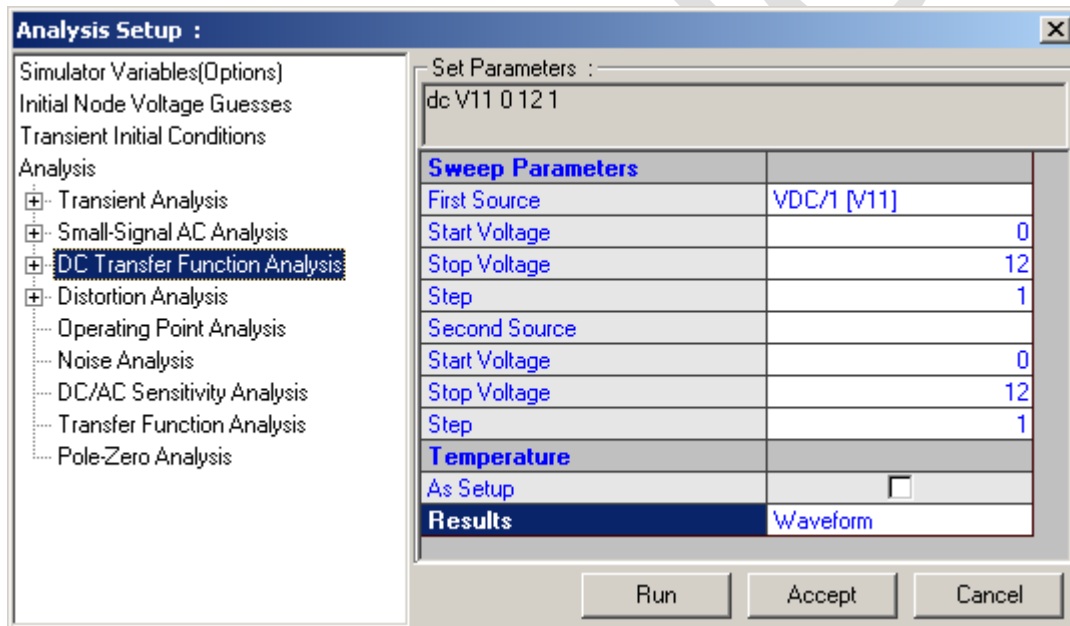 Analysis Setup :
Simulator Variables(Options)
Initial Node Voltage Guesses
Transient Initial Conditions
Analysis
Transient Analysis
Small-Signal AC Analysis
DC Transfer Function Analysis
Distortion Analysis
Operating Point Analysis
Noise Analysis
DC/AC Sensitivity Analysis
Transfer Function Analysis
Pole-Zero Analysis
Set Parameters :
dc V11 0 12 1
Sweep Parameters
First Source VDC/1 [V11]
Start Voltage 0
Stop Voltage 12
Step 1
Second Source
Start Voltage 0
Stop Voltage 12
Step 1
Temperature
As Setup
Results Waveform
Run Accept Cancel